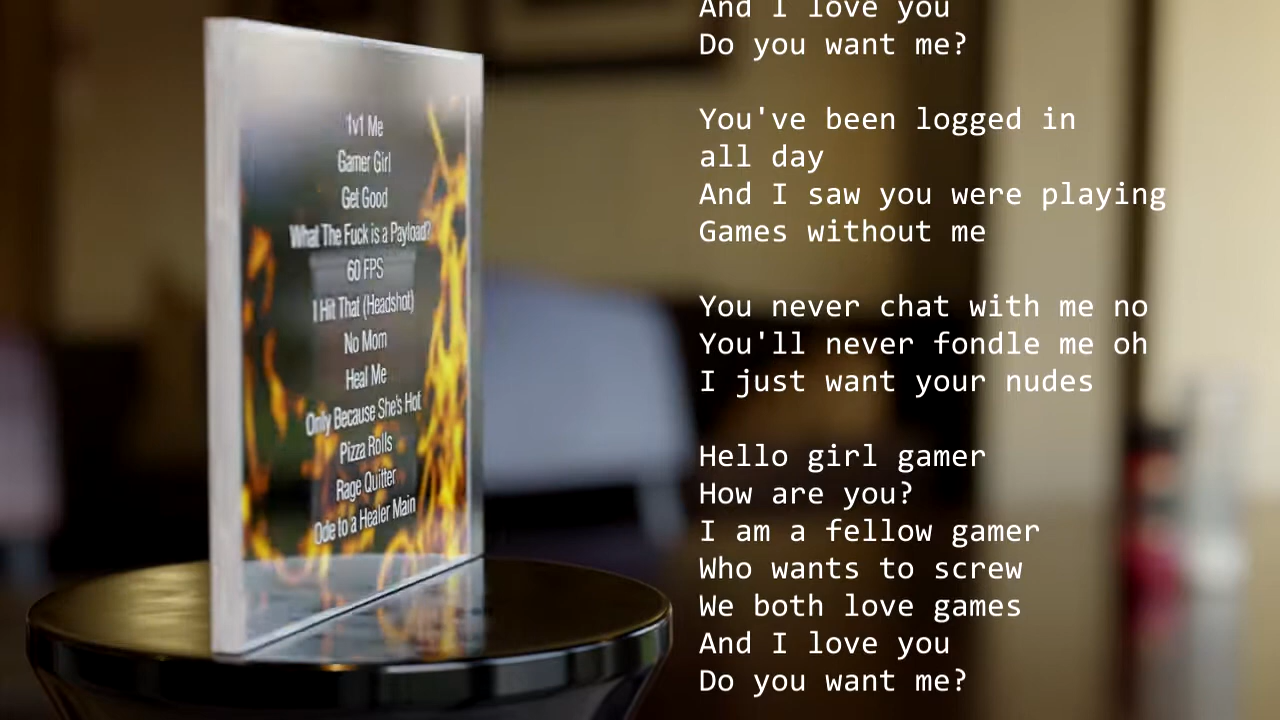 1v1 Me
Gamer Girl
Get Good
What The Fuck is a Payload?
60 FPS
I Hit That (Headshot)
No Mom
Heal Me
Only Because She's Hot
Pizza Rolls
Rage Quitter
Ode to a Healer Main
And I love you
Do you want me?
You've been logged in
all day
And I saw you were playing
Games without me
You never chat with me no
You'll never fondle me oh
I just want your nudes
Hello girl gamer
How are you?
I am a fellow gamer
Who wants to screw
We both love games
And I love you
Do you want me?